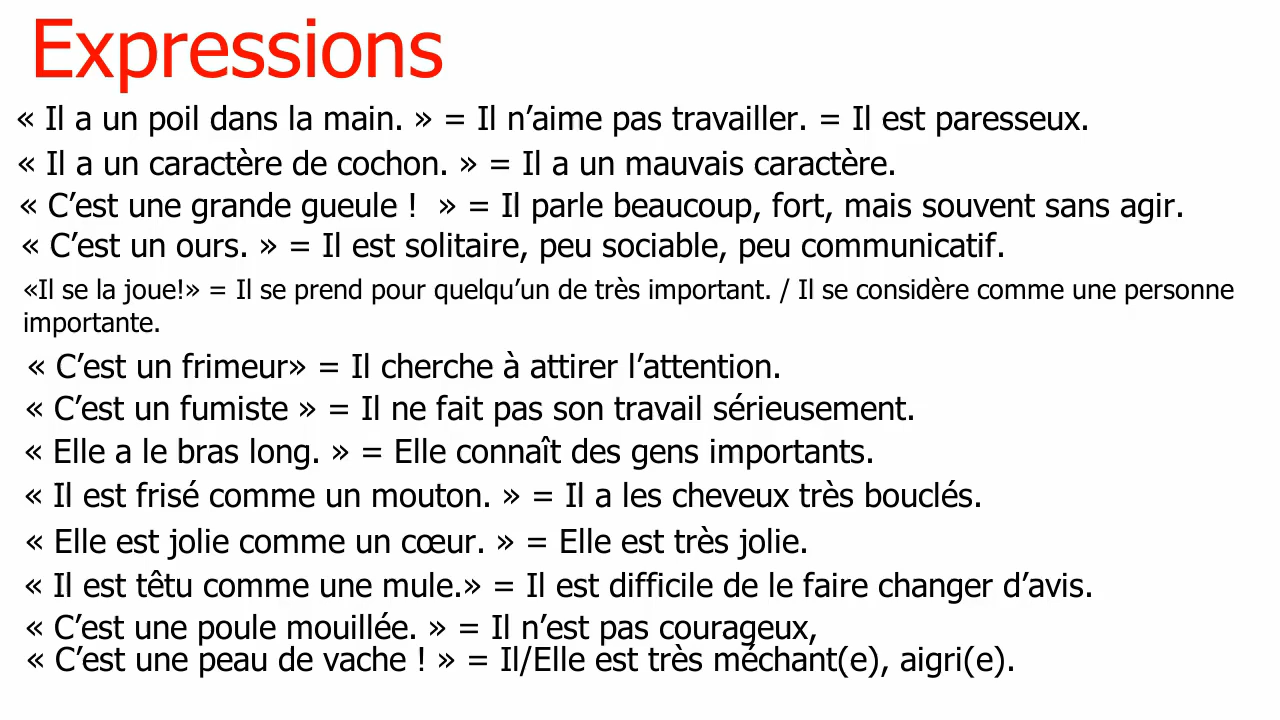 Expressions
« Il a un poil dans la main. » = Il n’aime pas travailler. = Il est paresseux.
« Il a un caractère de cochon. » = Il a un mauvais caractère.
« C’est une grande gueule !  » = Il parle beaucoup, fort, mais souvent sans agir.
« C’est un ours. » = Il est solitaire, peu sociable, peu communicatif.
«Il se la joue!» = Il se prend pour quelqu’un de très important. / Il se considère comme une personne
importante.
« C’est un frimeur» = Il cherche à attirer l’attention.
« C’est un fumiste » = Il ne fait pas son travail sérieusement.
« Elle a le bras long. » = Elle connaît des gens importants.
« Il est frisé comme un mouton. » = Il a les cheveux très bouclés.
« Elle est jolie comme un cœur. » = Elle est très jolie.
« Il est têtu comme une mule.» = Il est difficile de le faire changer d’avis.
« C’est une poule mouillée. » = Il n’est pas courageux,
« C’est une peau de vache ! » = Il/Elle est très méchant(e), aigri(e).